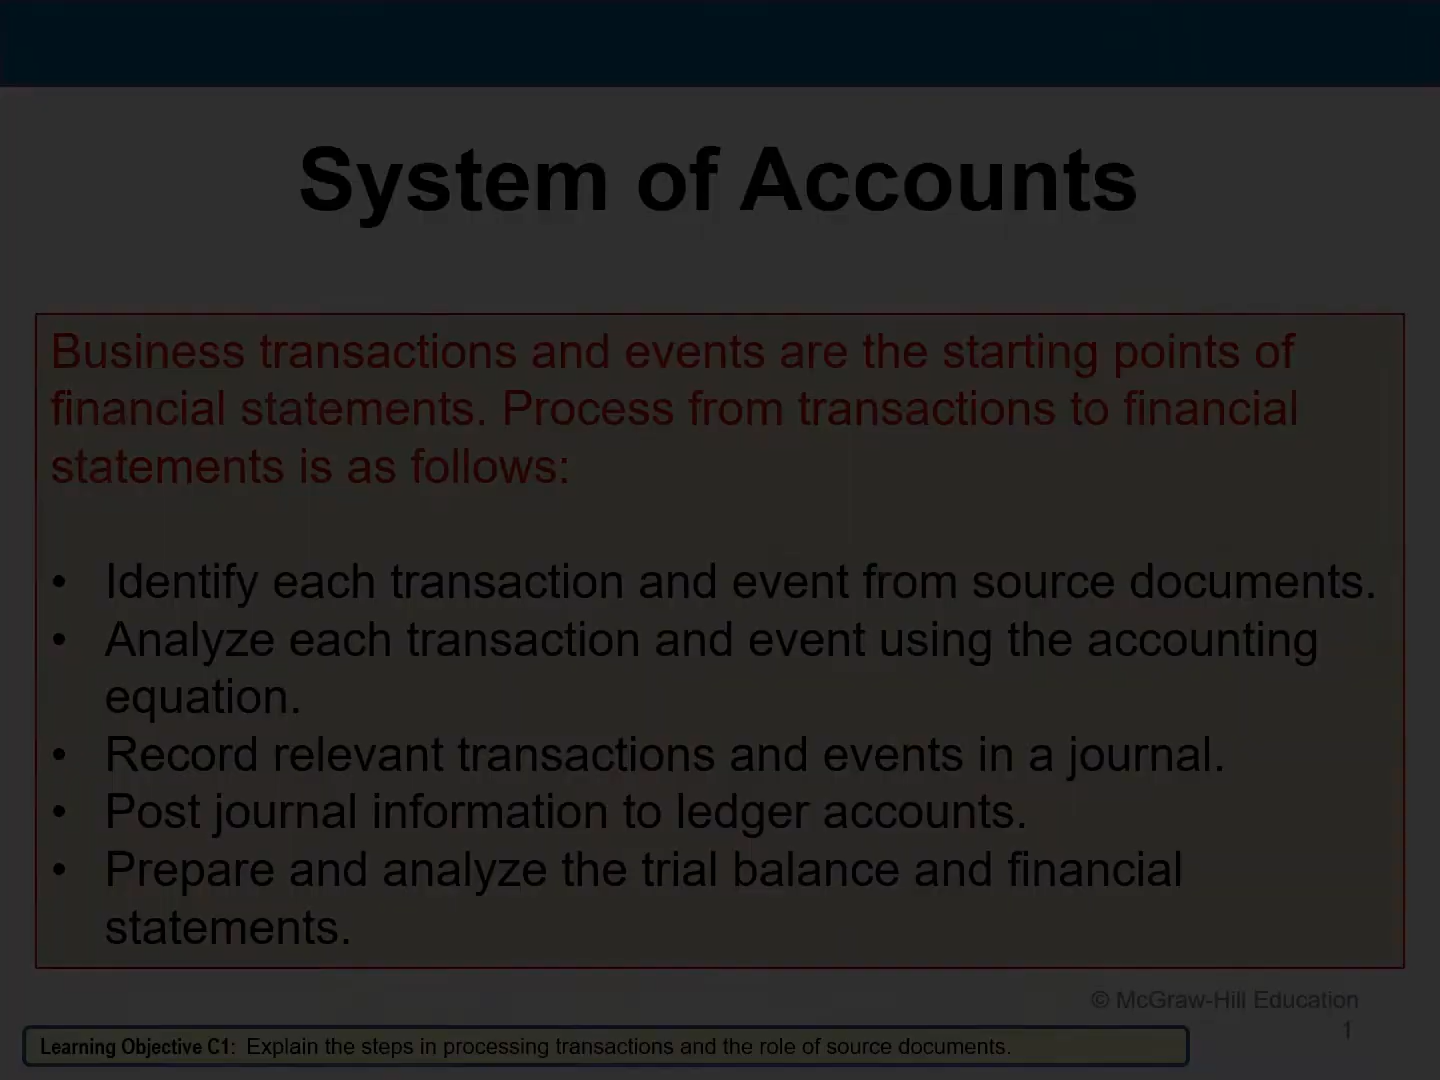 System of Accounts
Business transactions and events are the starting points of
financial statements. Process from transactions to financial
statements is as follows:
• Identify each transaction and event from source documents.
• Analyze each transaction and event using the accounting
equation.
• Record relevant transactions and events in a journal.
• Post journal information to ledger accounts.
• Prepare and analyze the trial balance and financial
statements.
© McGraw-Hill Education
1
Learning Objective C1: Explain the steps in processing transactions and the role of source documents.